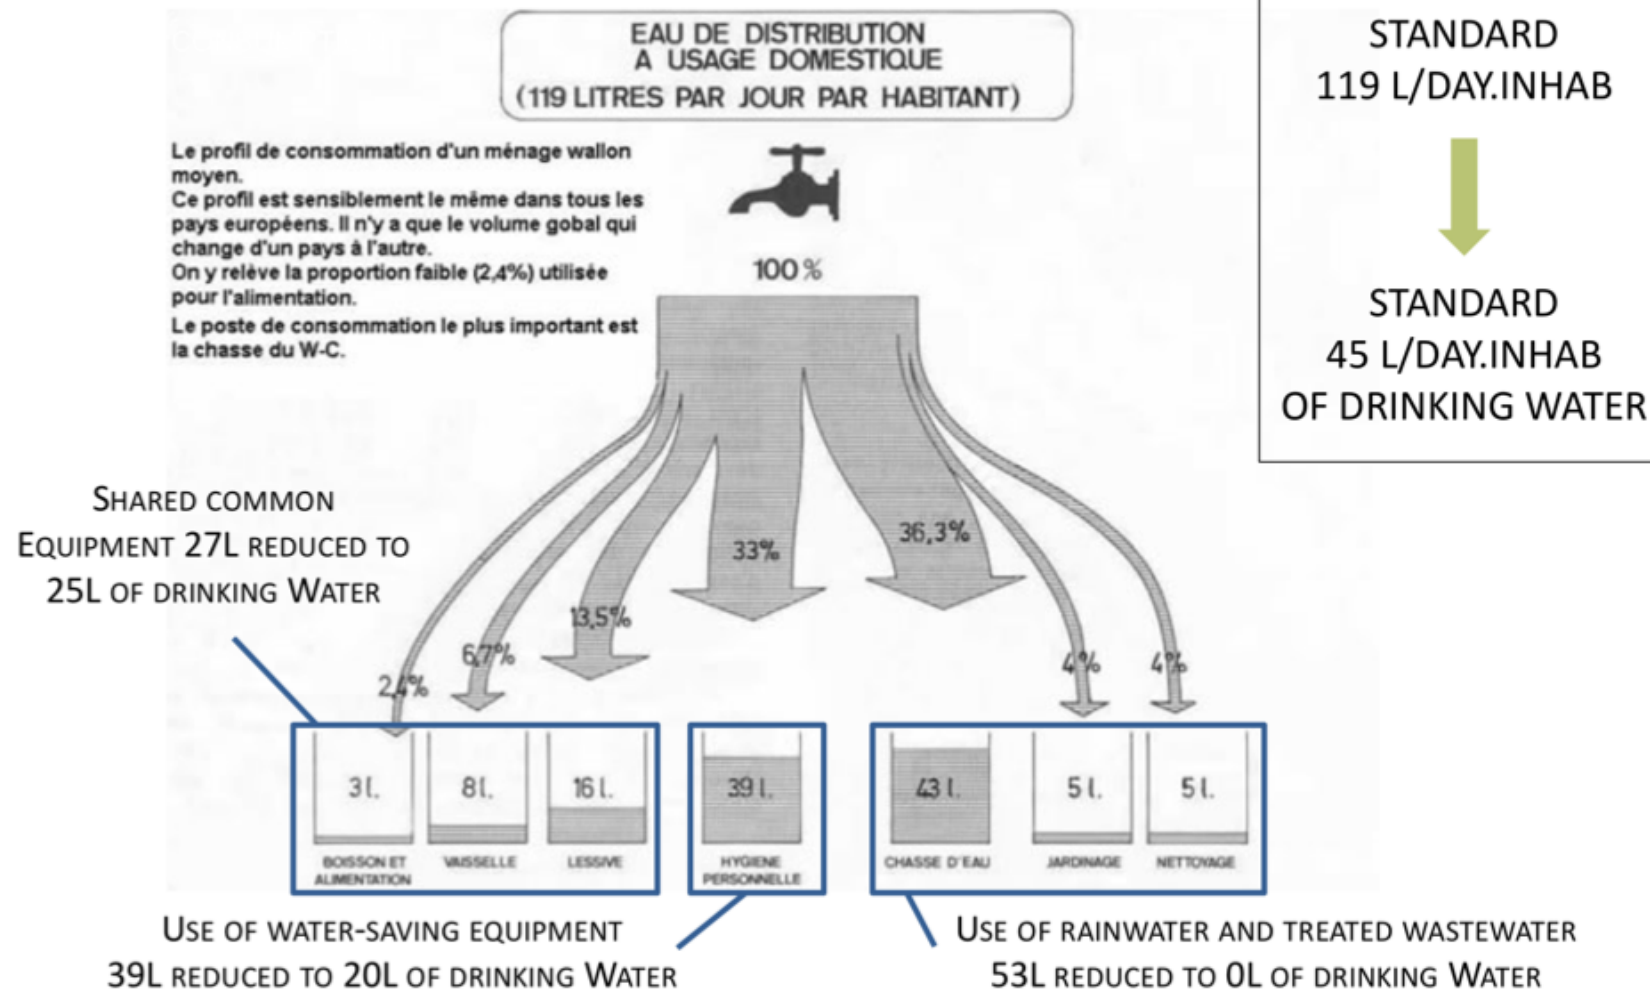 EAU DE DISTRIBUTION
A USAGE DOMESTIQUE
(119 LITRES PAR JOUR PAR HABITANT)
STANDARD
119 L/DAY.INHAB
STANDARD
45 L/DAY.INHAB
OF DRINKING WATER
Le profil de consommation d'un ménage wallon
moyen.
Ce profil est sensiblement le même dans tous les
pays européens. Il n'y a que le volume gobal qui
change d'un pays à l'autre.
On y relève la proportion faible (2,4%) utilisée
pour l'alimentation.
Le poste de consommation le plus important est
la chasse du W-C.
100%
SHARED COMMON
EQUIPMENT 27L REDUCED TO
25L OF DRINKING WATER
2,4%
6,7%
13,5%
33%
36,3%
4%
4%
3 l.
8 l.
16 l.
39 l.
43 l.
5 l.
5 l.
BOISSON ET
ALIMENTATION
VAISSELLE
LESSIVE
HYGIENE
PERSONNELLE
CHASSE D'EAU
JARDINAGE
NETTOYAGE
USE OF WATER-SAVING EQUIPMENT
39L REDUCED TO 20L OF DRINKING WATER
USE OF RAINWATER AND TREATED WASTEWATER
53L REDUCED TO 0L OF DRINKING WATER